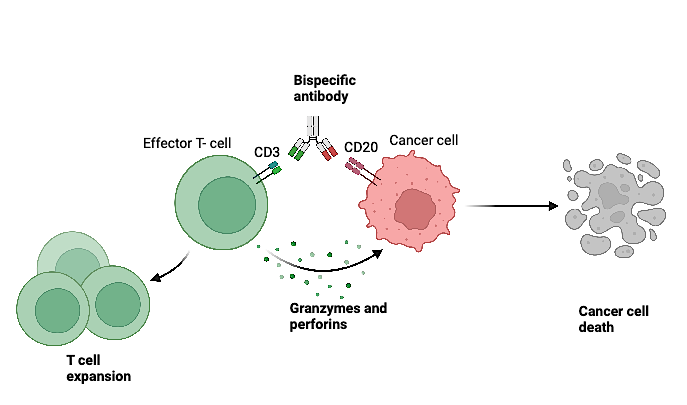 Bispecific
antibody
Effector T- cell
CD3
CD20
Cancer cell
Granzymes and
perforins
Cancer cell
death
T cell
expansion